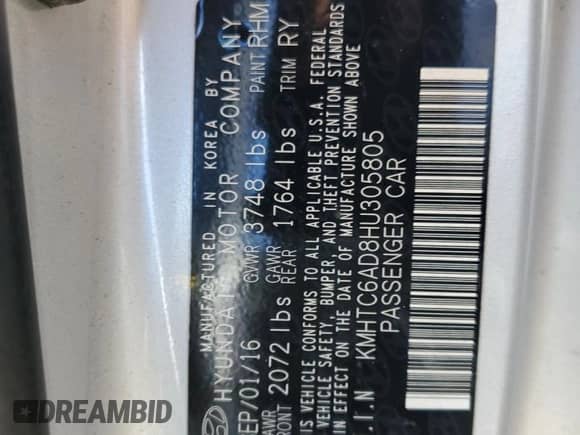 MANUFACTURED IN KOREA BY
HYUNDAI MOTOR COMPANY
EP/01/16 GVWR 3748 lbs PAINT RHM
GAWR FRONT 2072 lbs GAWR REAR 1764 lbs TRIM RY
IS VEHICLE CONFORMS TO ALL APPLICABLE U.S.A. FEDERAL
VEHICLE SAFETY, BUMPER, AND THEFT PREVENTION STANDARDS
IN EFFECT ON THE DATE OF MANUFACTURE SHOWN ABOVE
.I.N KMHTC6AD8HU305805
PASSENGER CAR
DREAMBID